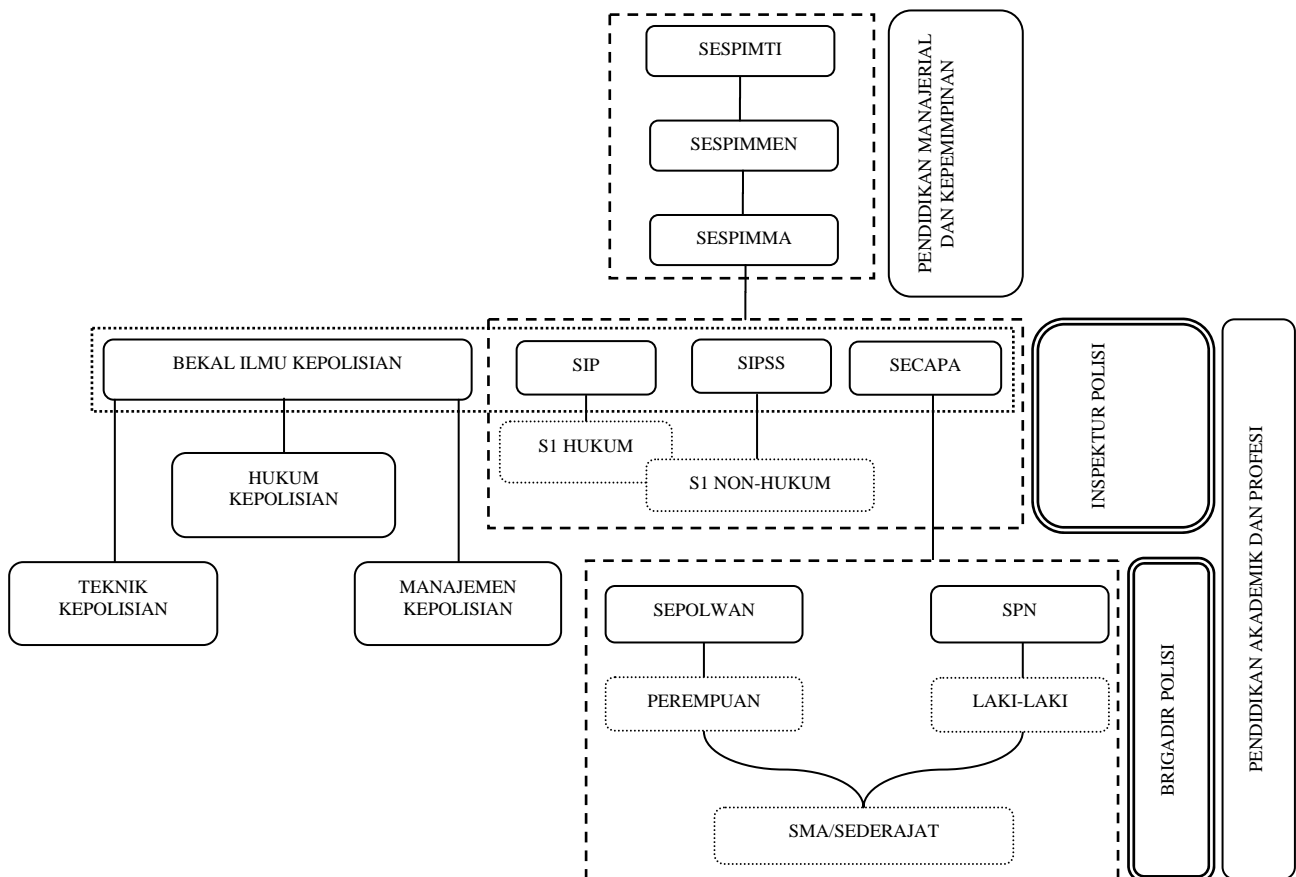 SESPIMTI
SESPIMMEN
SESPIMMA
PENDIDIKAN MANAJERIAL
DAN KEPEMIMPINAN
BEKAL ILMU KEPOLISIAN
SIP
SIPSS
SECAPA
S1 HUKUM
S1 NON-HUKUM
HUKUM
KEPOLISIAN
TEKNIK
KEPOLISIAN
MANAJEMEN
KEPOLISIAN
INSPEKTUR POLISI
SEPOLWAN
SPN
PEREMPUAN
LAKI-LAKI
SMA/SEDERAJAT
BRIGADIR POLISI
PENDIDIKAN AKADEMIK DAN PROFESI